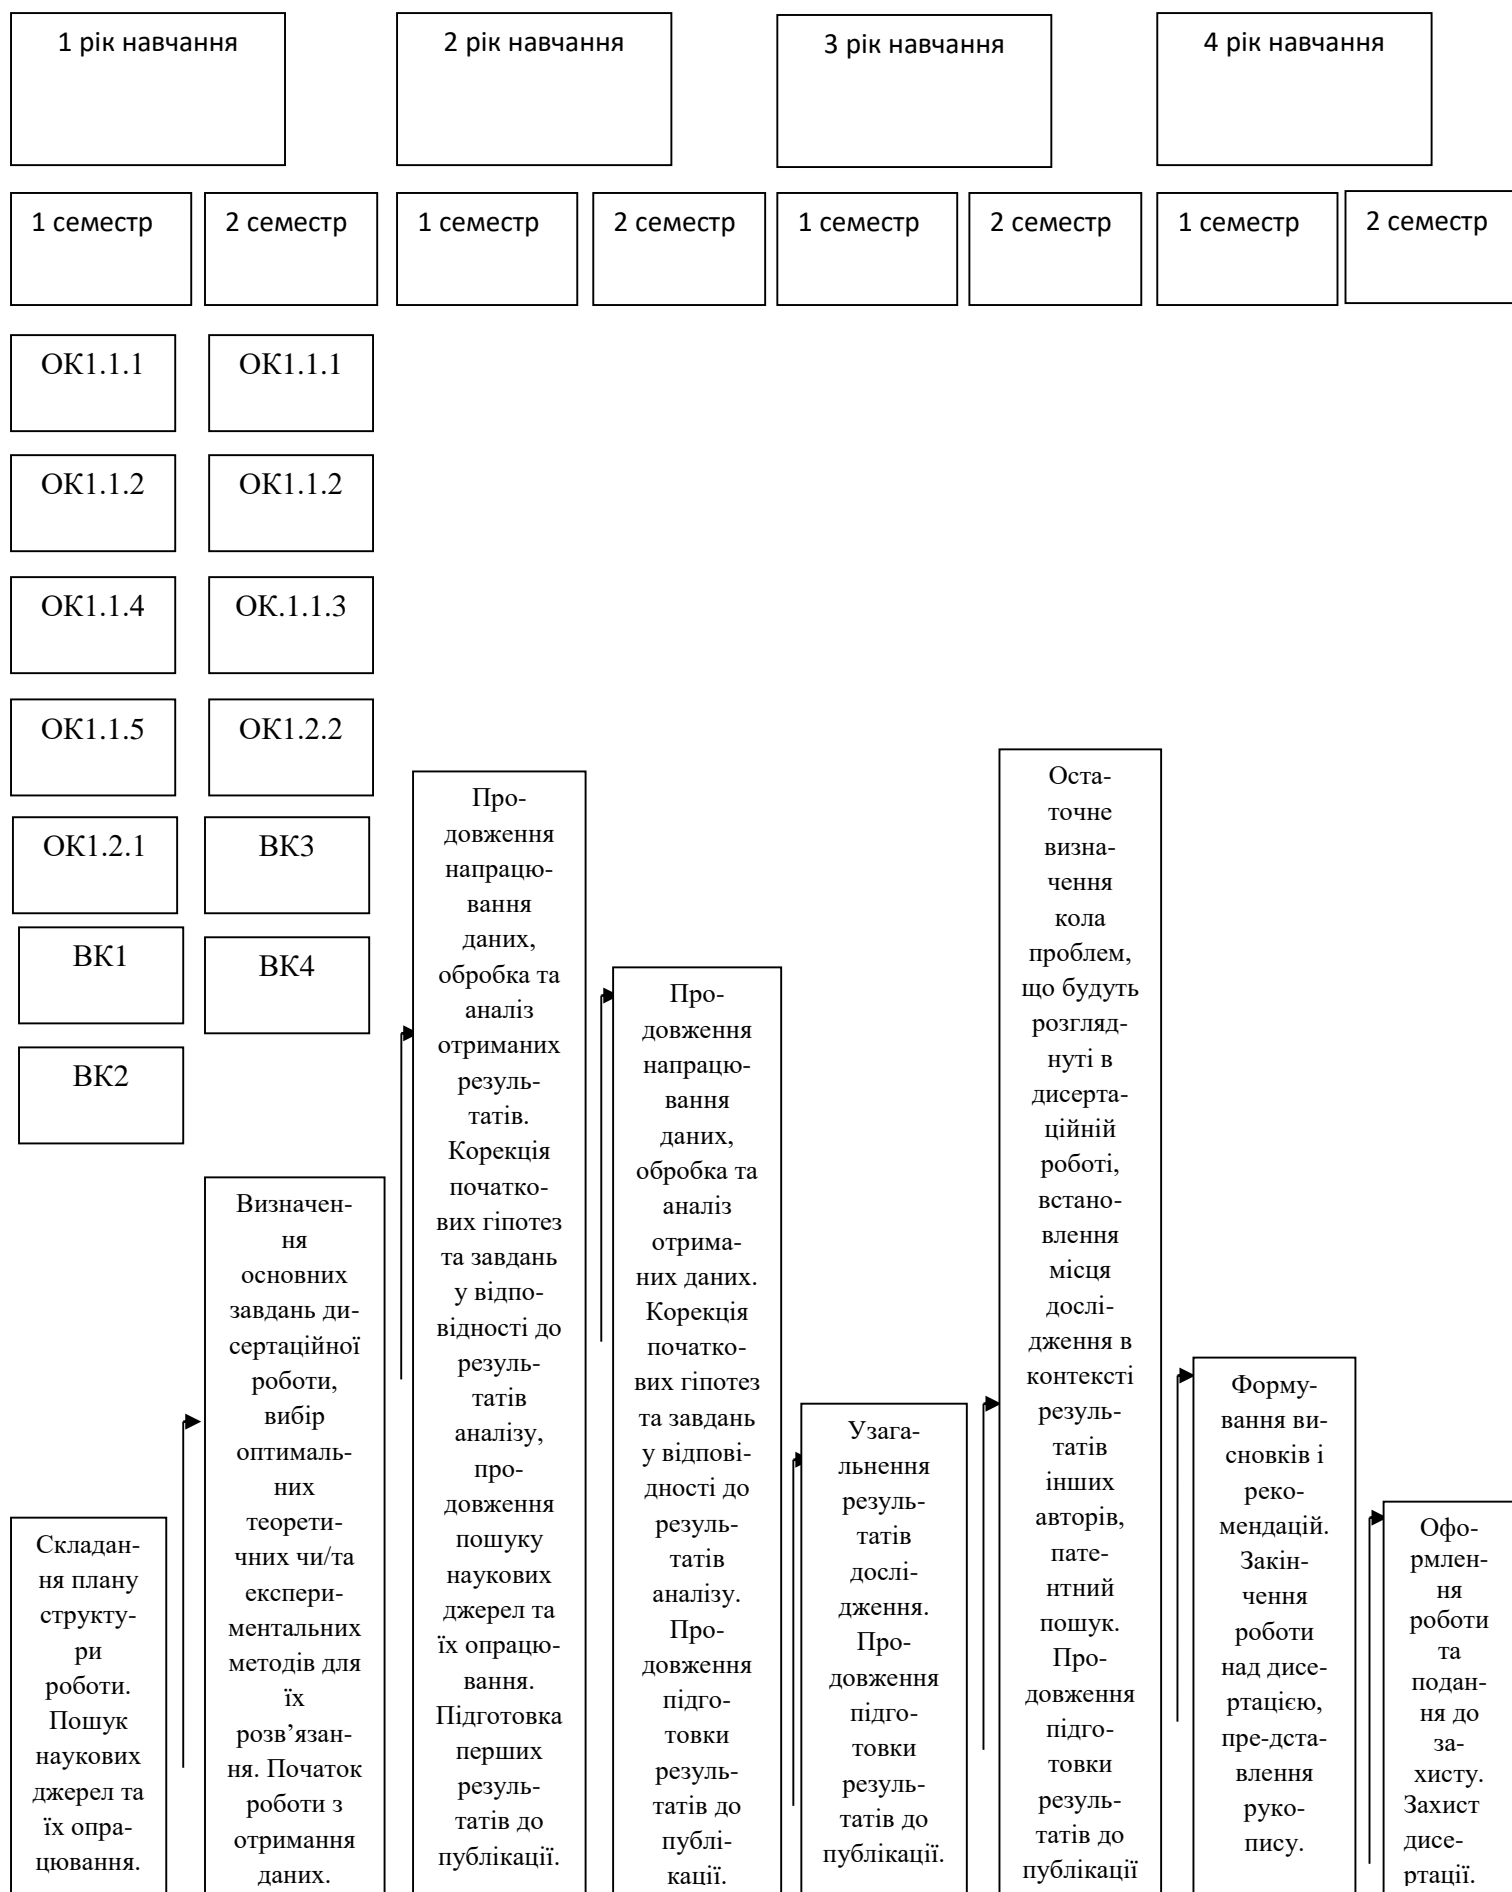 1 рік навчання
2 рік навчання
3 рік навчання
4 рік навчання
1 семестр
2 семестр
1 семестр
2 семестр
1 семестр
2 семестр
1 семестр
2 семестр
ОК1.1.1
ОК1.1.1
ОК1.1.2
ОК1.1.2
ОК1.1.4
ОК.1.1.3
ОК1.1.5
ОК1.2.2
ОК1.2.1
ВК3
ВК1
ВК4
ВК2
Складан-
ня плану
структу-
ри
роботи.
Пошук
наукових
джерел та
їх опра-
цювання.
Визначен-
ня
основних
завдань ди-
сертаційної
роботи,
вибір
оптималь-
них
теорети-
чних чи/та
експери-
ментальних
методів для
їх
розв’язан-
ня. Початок
роботи з
отримання
даних.
Про-
довження
напрацю-
вання
даних,
обробка та
аналіз
отриманих
резуль-
татів.
Корекція
початко-
вих гіпотез
та завдань
у відпо-
відності до
резуль-
татів
аналізу,
про-
довження
пошуку
наукових
джерел та
їх опрацю-
вання.
Підготовка
перших
резуль-
татів до
публікації.
Про-
довження
напрацю-
вання
даних,
обробка та
аналіз
отрима-
них даних.
Корекція
початко-
вих гіпотез
та завдань
у відпові-
дності до
резуль-
татів
аналізу.
Про-
довження
підго-
товки
резуль-
татів до
публі-
кації.
Узага-
льнення
резуль-
татів
дослі-
дження.
Про-
довження
підго-
товки
резуль-
татів до
публікації.
Оста-
точне
визна-
чення
кола
проблем,
що будуть
розгляд-
нуті в
дисерта-
ційній
роботі,
встано-
влення
місця
дослі-
дження в
контексті
резуль-
татів
інших
авторів,
пате-
нтний
пошук.
Про-
довження
підго-
товки
резуль-
татів до
публікації
Форму-
вання ви-
сновків і
реко-
мендацій.
Закін-
чення
роботи
над дисе-
ртацією,
пре-дста-
влення
руко-
пису.
Офо-
рмлен-
ня
роботи
та
подан-
ня до
за-
хисту.
Захист
дисе-
ртації.